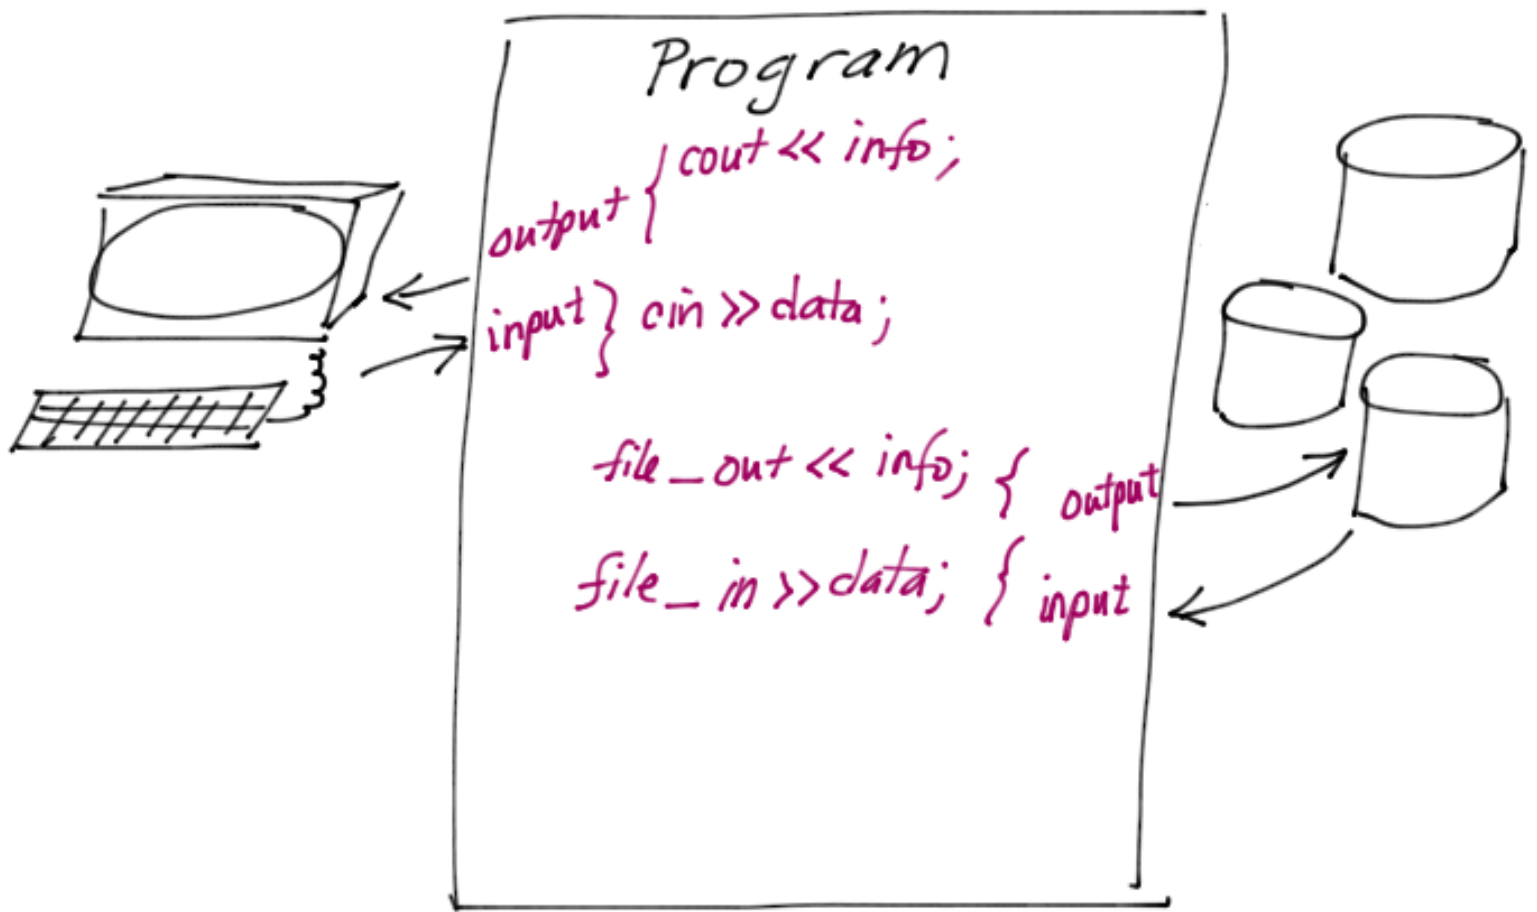 Program
output { cout << info;
input } cin >> data;
file_out << info; { output
file_in >> data; { input